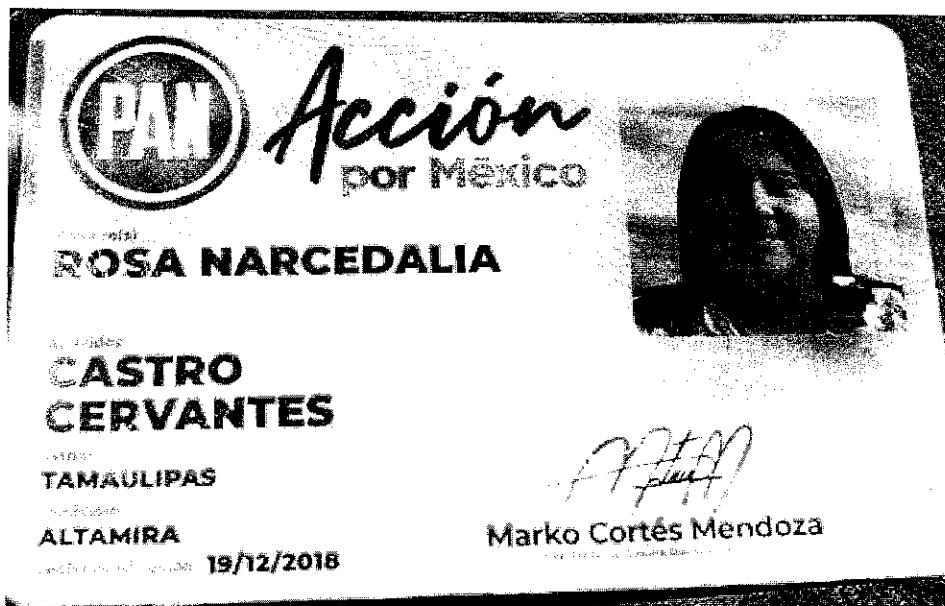 PAN
Acción
por México
ROSA NARCEDALIA
CASTRO
CERVANTES
TAMAULIPAS
ALTAMIRA
19/12/2018
Marko Cortés Mendoza